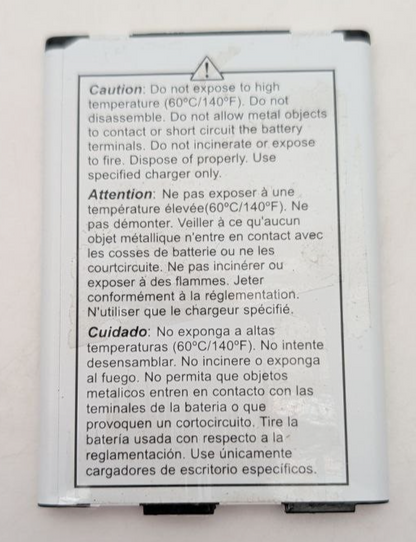 Caution: Do not expose to high
temperature (60ºC/140ºF). Do not
disassemble. Do not allow metal objects
to contact or short circuit the battery
terminals. Do not incinerate or expose
to fire. Dispose of properly. Use
specified charger only.
Attention: Ne pas exposer à une
température élevée(60ºC/140ºF). Ne
pas démonter. Veiller à ce qu'aucun
objet métallique n'entre en contact avec
les cosses de batterie ou ne les
courtcircuite. Ne pas incinérer ou
exposer à des flammes. Jeter
conformément à la réglementation.
N'utiliser que le chargeur spécifié.
Cuidado: No exponga a altas
temperaturas (60ºC/140ºF). No intente
desensamblar. No incinere o exponga
al fuego. No permita que objetos
metalicos entren en contacto con las
teminales de la bateria o que
provoquen un cortocircuito. Tire la
batería usada con respecto a la
reglamentación. Use únicamente
cargadores de escritorio específicos.